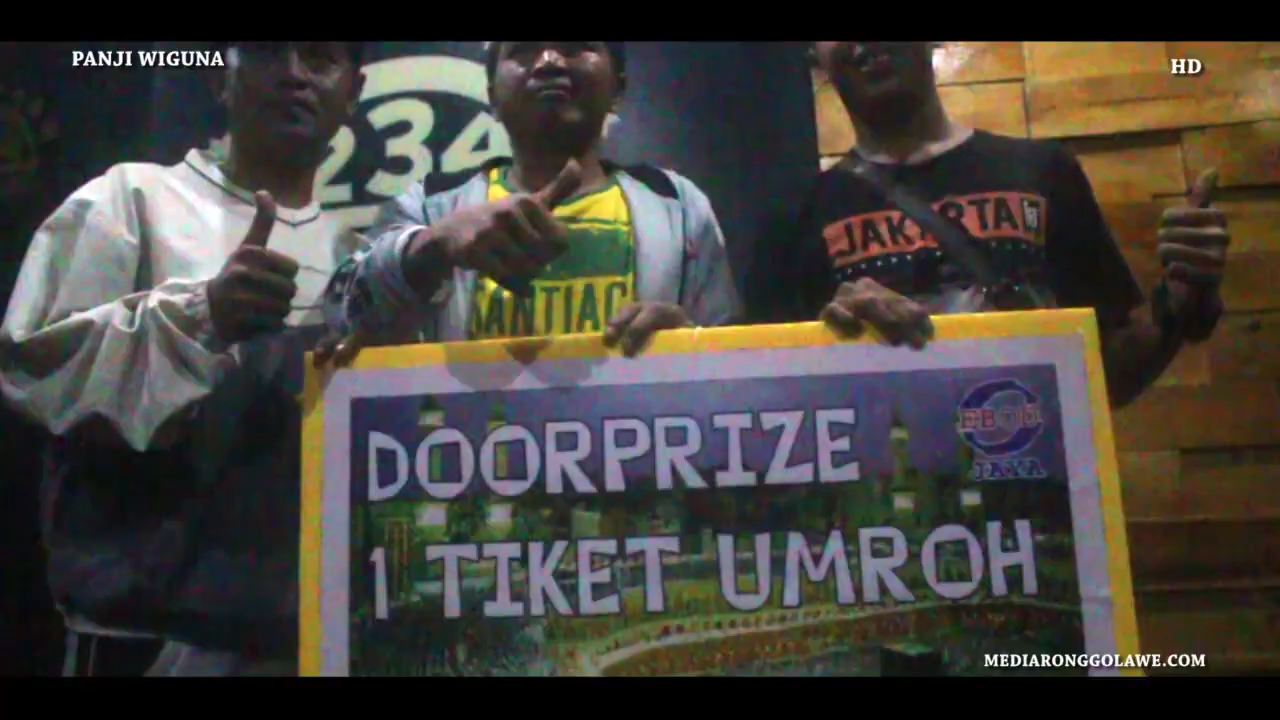 PANJI WIGUNA
HD
234
JAKARTA
SANTIAG
DOORPRIZE
JAYA
1 TIKET UMROH
MEDIARONGGOLAWE.COM